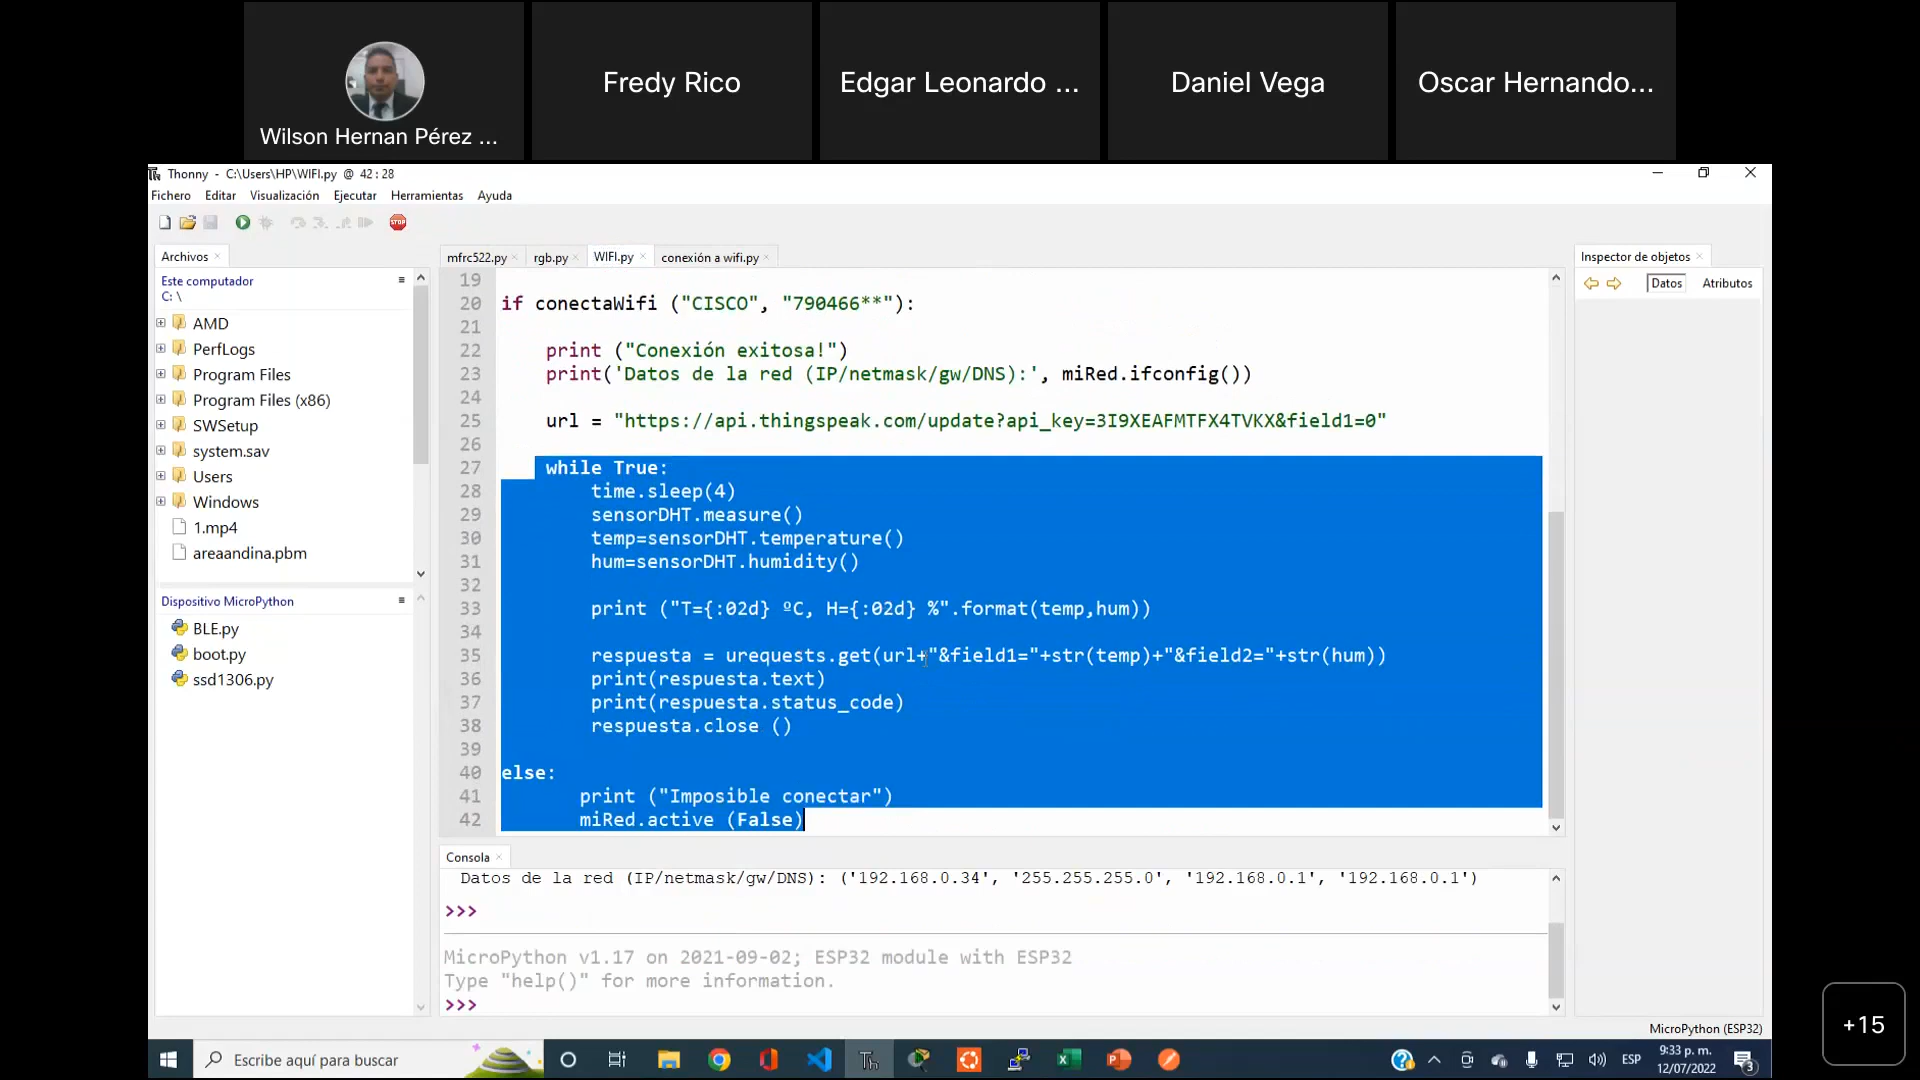 Wilson Hernan Pérez ...
Fredy Rico
Edgar Leonardo ...
Daniel Vega
Oscar Hernando...
Thonny - C:\Users\HP\WIFI.py @ 42 : 28
Fichero Editar Visualización Ejecutar Herramientas Ayuda
STOP
Archivos
Este computador
C: \
AMD
PerfLogs
Program Files
Program Files (x86)
SWSetup
system.sav
Users
Windows
1.mp4
areaandina.pbm
Dispositivo MicroPython
BLE.py
boot.py
ssd1306.py
mfrc522.py rgb.py WIFI.py conexión a wifi.py
19
20 if conectaWifi ("CISCO", "790466**"):
21
22 print ("Conexión exitosa!")
23 print('Datos de la red (IP/netmask/gw/DNS):', miRed.ifconfig())
24
25 url = "https://api.thingspeak.com/update?api_key=3I9XEAFMTFX4TVKX&field1=0"
26
27 while True:
28 time.sleep(4)
29 sensorDHT.measure()
30 temp=sensorDHT.temperature()
31 hum=sensorDHT.humidity()
32
33 print ("T={:02d} ºC, H={:02d} %".format(temp,hum))
34
35 respuesta = urequests.get(url+"&field1="+str(temp)+"&field2="+str(hum))
36 print(respuesta.text)
37 print(respuesta.status_code)
38 respuesta.close ()
39
40 else:
41 print ("Imposible conectar")
42 miRed.active (False)
Consola
Datos de la red (IP/netmask/gw/DNS): ('192.168.0.34', '255.255.255.0', '192.168.0.1', '192.168.0.1')
>>>
MicroPython v1.17 on 2021-09-02; ESP32 module with ESP32
Type "help()" for more information.
>>>
Inspector de objetos
Datos Atributos
MicroPython (ESP32)
Escribe aquí para buscar
ESP
9:33 p. m.
12/07/2022
3
+15